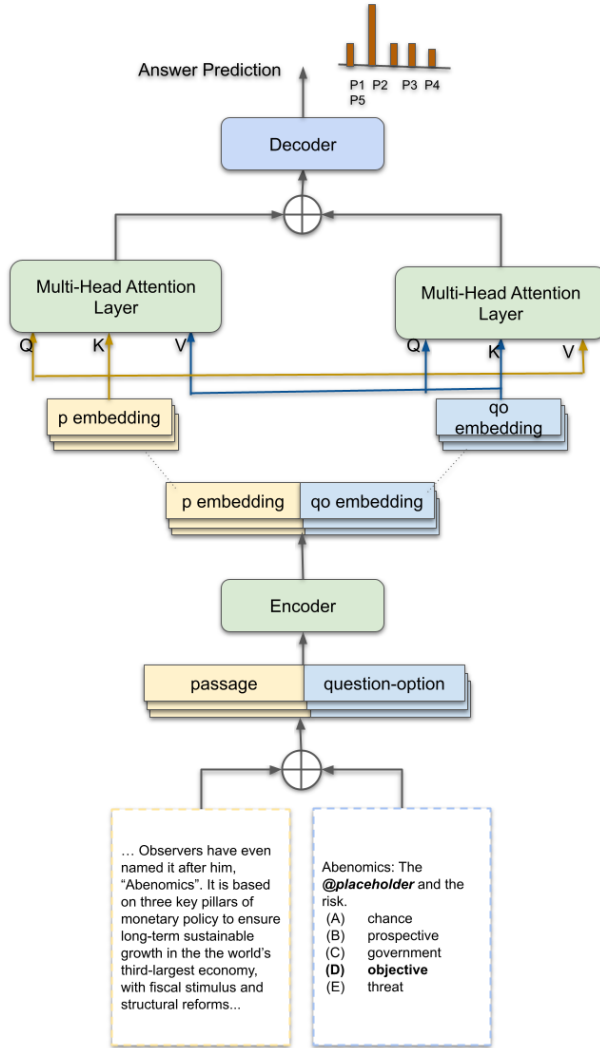 Answer Prediction
P1 P2 P3 P4
P5
Decoder
Multi-Head Attention
Layer
Multi-Head Attention
Layer
Q K V
Q K V
p embedding
qo
embedding
p embedding qo embedding
Encoder
passage question-option
… Observers have even
named it after him,
“Abenomics”. It is based
on three key pillars of
monetary policy to ensure
long-term sustainable
growth in the the world’s
third-largest economy,
with fiscal stimulus and
structural reforms...
Abenomics: The
@placeholder and the
risk.
(A) chance
(B) prospective
(C) government
(D) objective
(E) threat